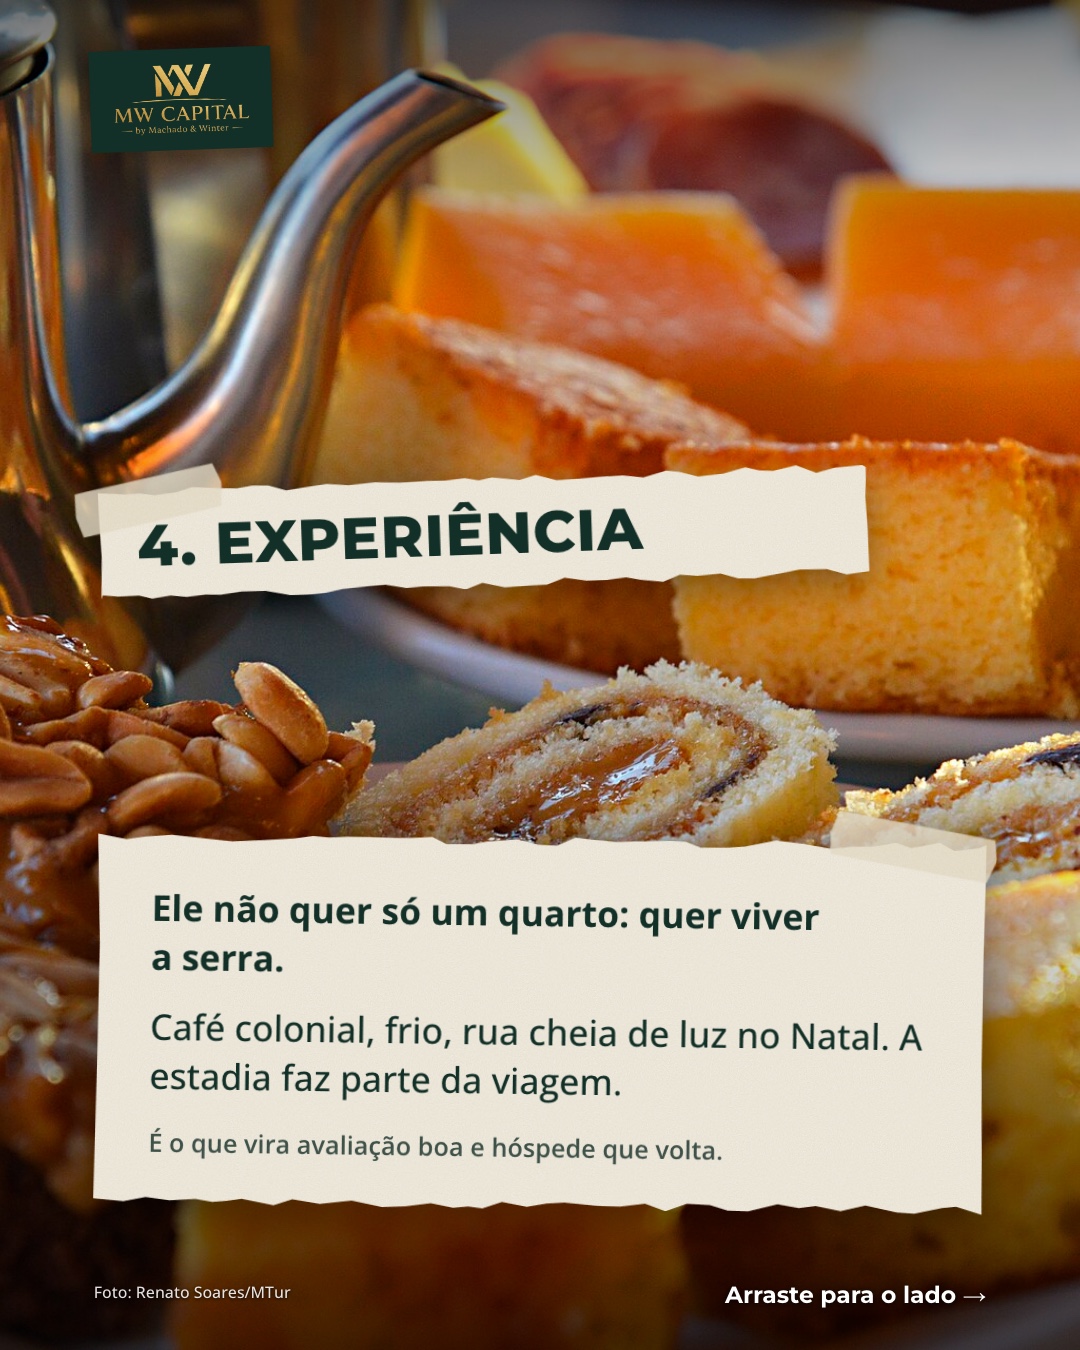 MW CAPITAL
by Machado & Winter
4. EXPERIÊNCIA
Ele não quer só um quarto: quer viver
a serra.
Café colonial, frio, rua cheia de luz no Natal. A
estadia faz parte da viagem.
É o que vira avaliação boa e hóspede que volta.
Foto: Renato Soares/MTur
Arraste para o lado →